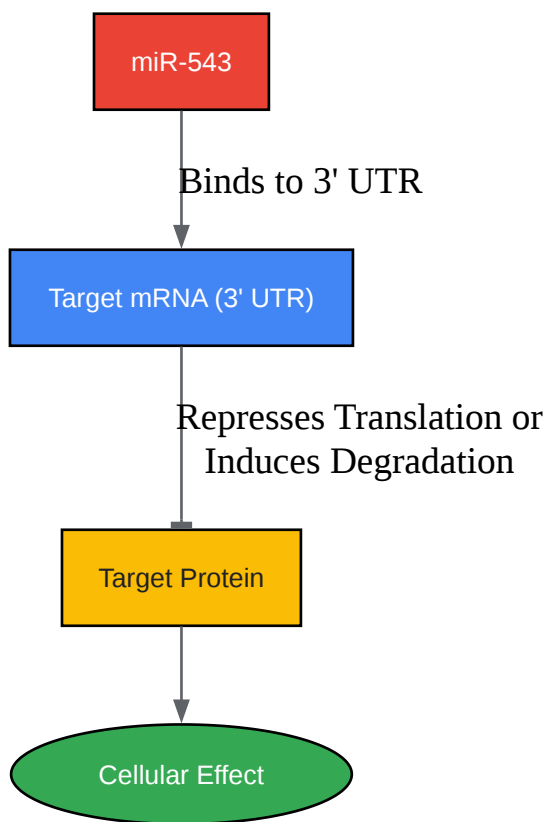 miR-543
Binds to 3' UTR
Target mRNA (3' UTR)
Represses Translation or
Induces Degradation
Target Protein
Cellular Effect